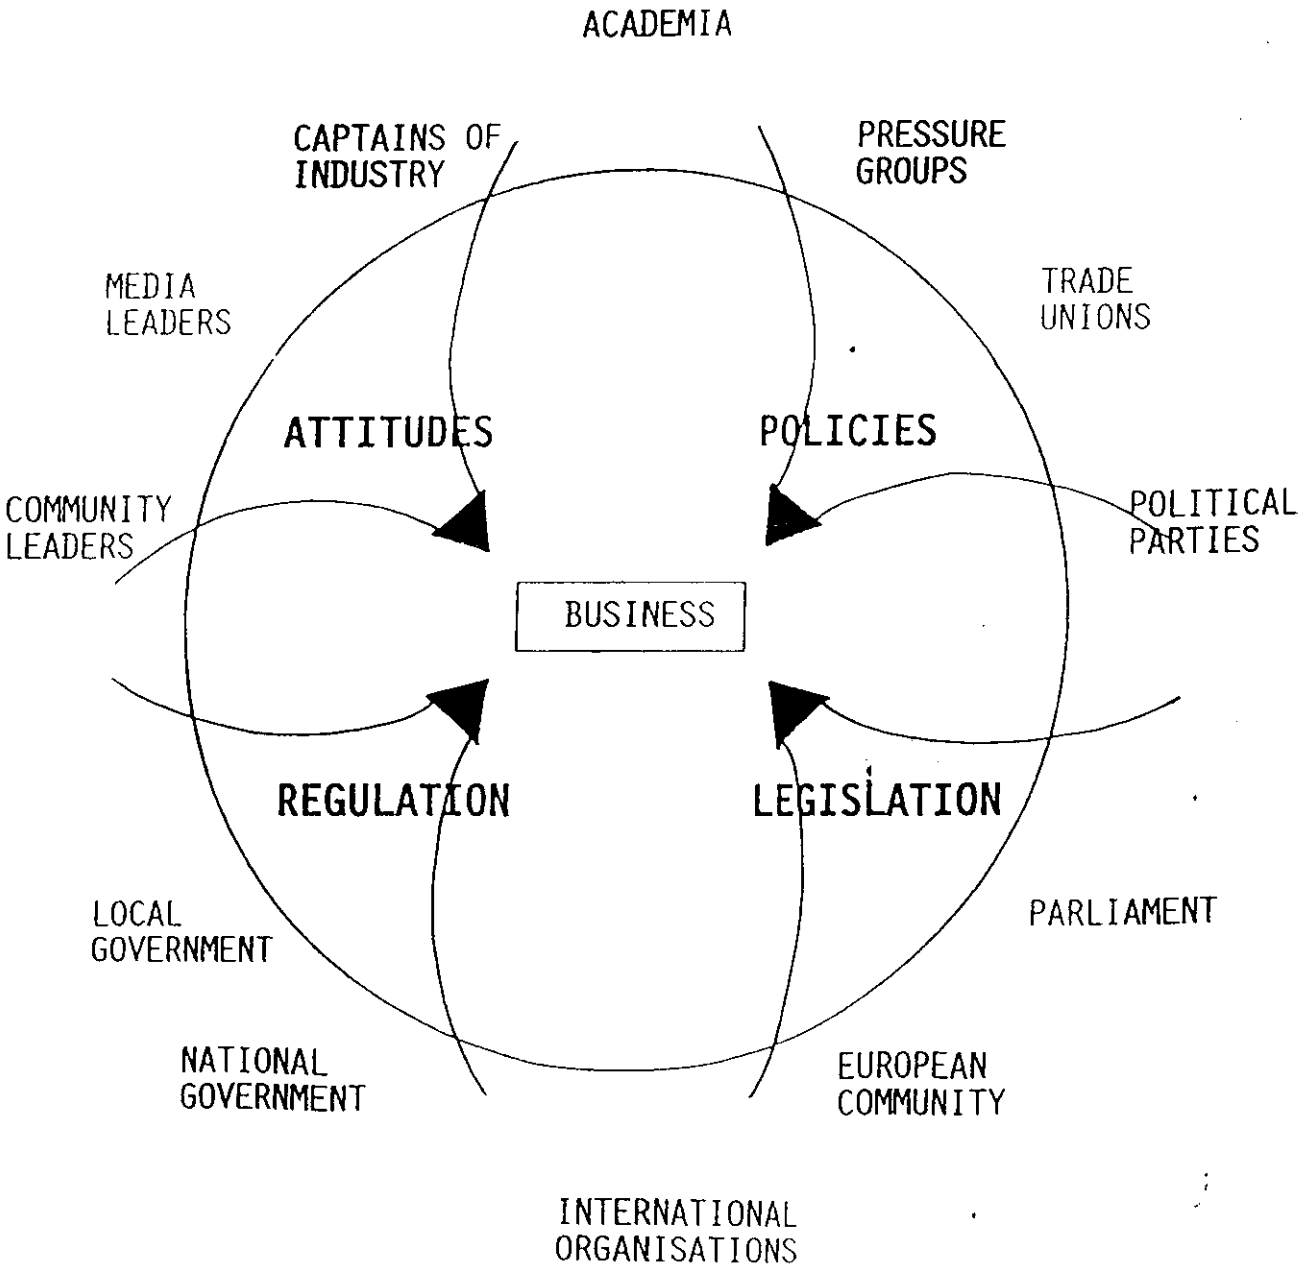 ACADEMIA
CAPTAINS OF
INDUSTRY
PRESSURE
GROUPS
MEDIA
LEADERS
TRADE
UNIONS
ATTITUDES
POLICIES
COMMUNITY
LEADERS
POLITICAL
PARTIES
BUSINESS
REGULATION
LEGISLATION
LOCAL
GOVERNMENT
PARLIAMENT
NATIONAL
GOVERNMENT
EUROPEAN
COMMUNITY
INTERNATIONAL
ORGANISATIONS